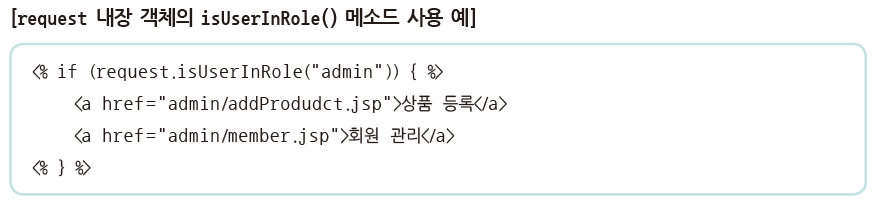 [request 내장 객체의 isUserInRole() 메소드 사용 예]
<% if (request.isUserInRole("admin")) { %>
<a href="admin/addProdudct.jsp">상품 등록</a>
<a href="admin/member.jsp">회원 관리</a>
<% } %>